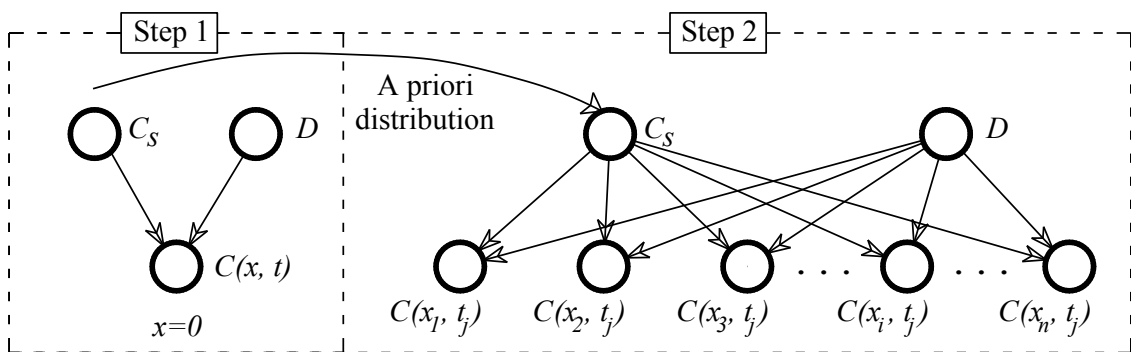 Step 1
Step 2
A priori
distribution
C_S
D
C_S
D
C(x, t)
x=0
C(x_1, t_j)
C(x_2, t_j)
C(x_3, t_j)
. . .
C(x_i, t_j)
. . .
C(x_n, t_j)